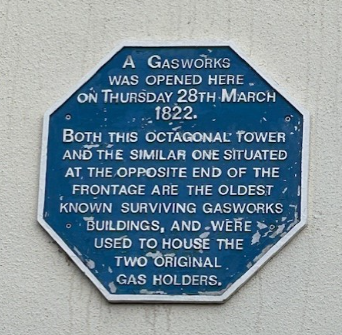 A Gasworks
was opened here
on Thursday 28th March
1822.
Both this octagonal tower
and the similar one situated
at the opposite end of the
frontage are the oldest
known surviving gasworks
buildings, and were
used to house the
two original
gas holders.